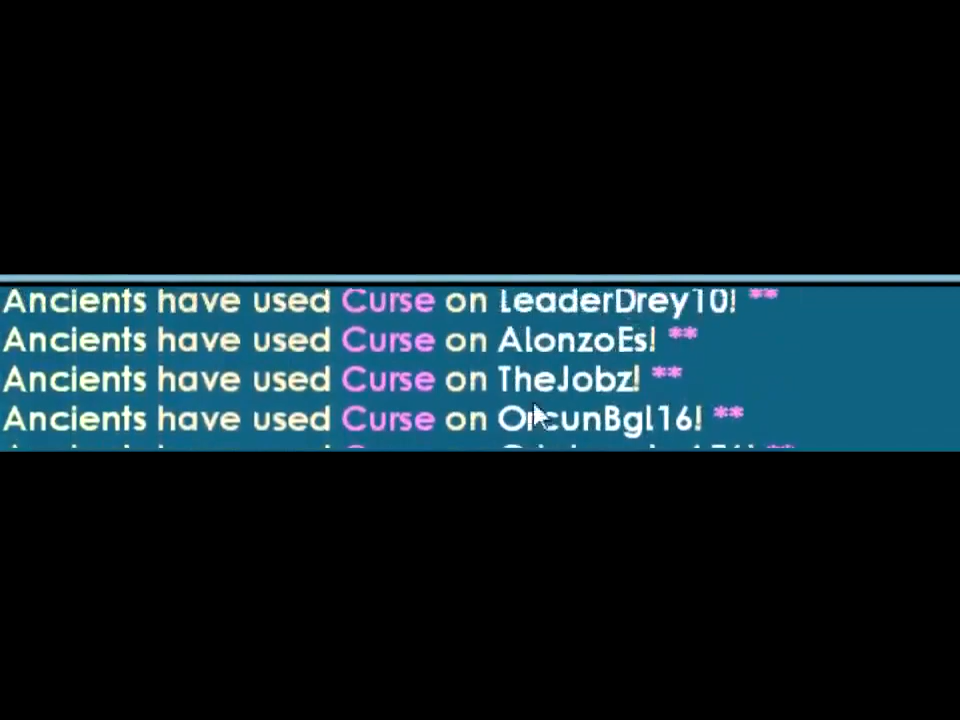 Ancients have used Curse on LeaderDrey10! **
Ancients have used Curse on AlonzoEs! **
Ancients have used Curse on TheJobz! **
Ancients have used Curse on OrcunBgl16! **